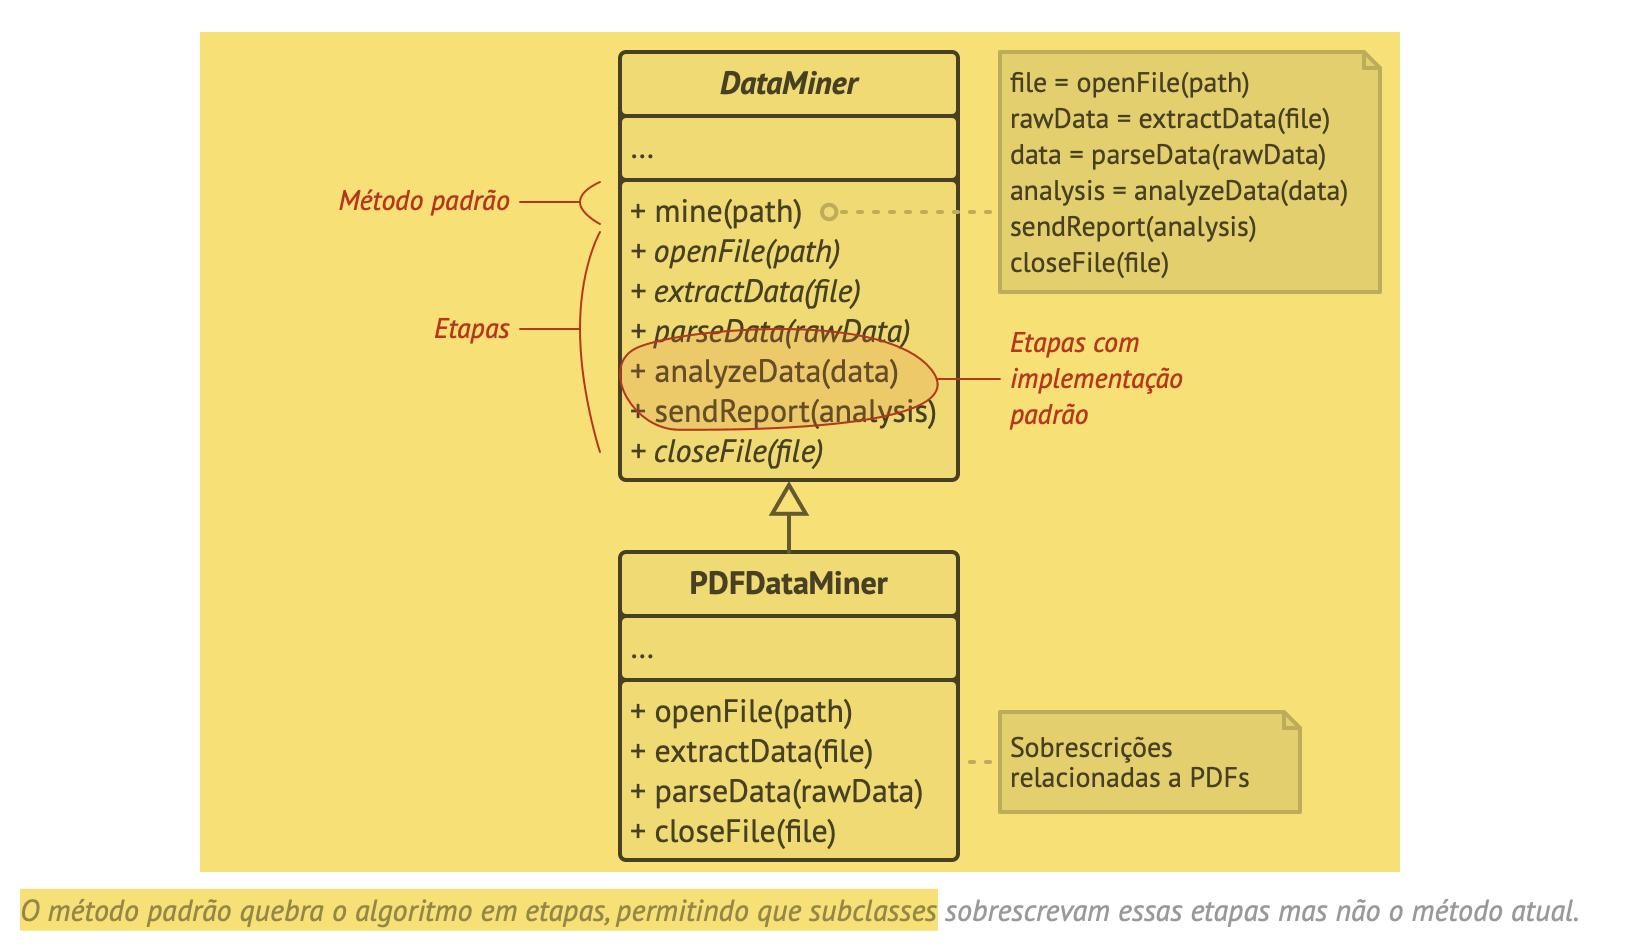 DataMiner
...
Método padrão
+ mine(path)
+ openFile(path)
+ extractData(file)
+ parseData(rawData)
+ analyzeData(data)
+ sendReport(analysis)
+ closeFile(file)
Etapas
file = openFile(path)
rawData = extractData(file)
data = parseData(rawData)
analysis = analyzeData(data)
sendReport(analysis)
closeFile(file)
Etapas com
implementação
padrão
PDFDataMiner
...
+ openFile(path)
+ extractData(file)
+ parseData(rawData)
+ closeFile(file)
Sobrescrições
relacionadas a PDFs
O método padrão quebra o algoritmo em etapas, permitindo que subclasses sobrescrevam essas etapas mas não o método atual.